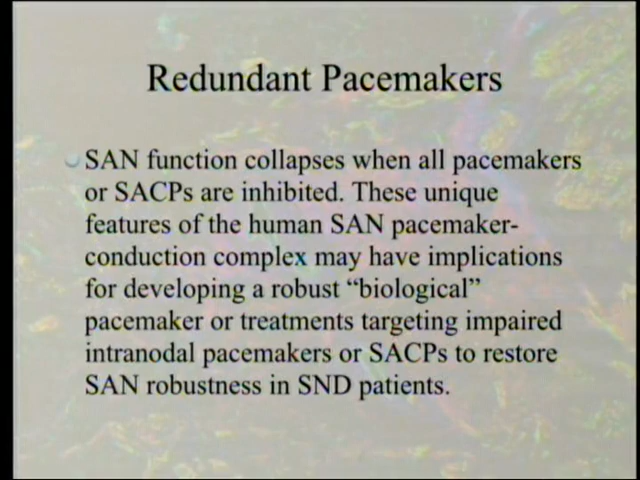 Redundant Pacemakers
SAN function collapses when all pacemakers
or SACPs are inhibited. These unique
features of the human SAN pacemaker-
conduction complex may have implications
for developing a robust “biological”
pacemaker or treatments targeting impaired
intranodal pacemakers or SACPs to restore
SAN robustness in SND patients.